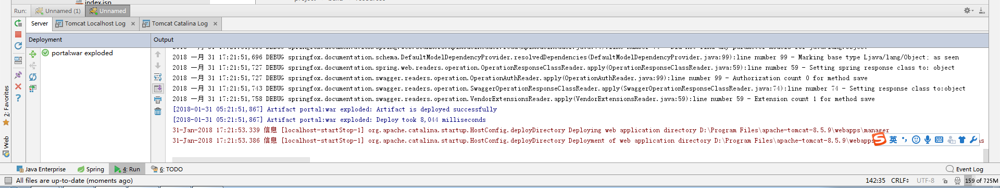 index.jsp
Run: Unnamed (1) Unnamed
Server Tomcat Localhost Log Tomcat Catalina Log
Deployment Output
portal:war exploded
2018 一月 31 17:21:51,696 DEBUG springfox.documentation.schema.DefaultModelDependencyProvider.resolvedDependencies(DefaultModelDependencyProvider.java:99):line number 99 - Marking base type Ljava/lang/Object; as seen
2018 一月 31 17:21:51,727 DEBUG springfox.documentation.spring.web.readers.operation.OperationResponseClassReader.apply(OperationResponseClassReader.java:59):line number 59 - Setting spring response class to: object
2018 一月 31 17:21:51,727 DEBUG springfox.documentation.swagger.readers.operation.OperationAuthReader.apply(OperationAuthReader.java:99):line number 99 - Authorization count 0 for method save
2018 一月 31 17:21:51,743 DEBUG springfox.documentation.swagger.readers.operation.SwaggerOperationResponseClassReader.apply(SwaggerOperationResponseClassReader.java:74):line number 74 - Setting response class to:object
2018 一月 31 17:21:51,758 DEBUG springfox.documentation.swagger.readers.operation.VendorExtensionsReader.apply(VendorExtensionsReader.java:59):line number 59 - Extension count 1 for method save
[2018-01-31 05:21:51,867] Artifact portal:war exploded: Artifact is deployed successfully
[2018-01-31 05:21:51,867] Artifact portal:war exploded: Deploy took 8,044 milliseconds
31-Jan-2018 17:21:53.339 信息 [localhost-startStop-1] org.apache.catalina.startup.HostConfig.deployDirectory Deploying web application directory D:\Program Files\apache-tomcat-8.5.9\webapps\manager
31-Jan-2018 17:21:53.386 信息 [localhost-startStop-1] org.apache.catalina.startup.HostConfig.deployDirectory Deployment of web application directory D:\Program Files\apache-tomcat-8.5.9\webapps
英
2: Favorites
Web
Java Enterprise Spring 4: Run 6: TODO Event Log
All files are up-to-date (moments ago) 142:35 CRLF UTF-8 159 of 725M